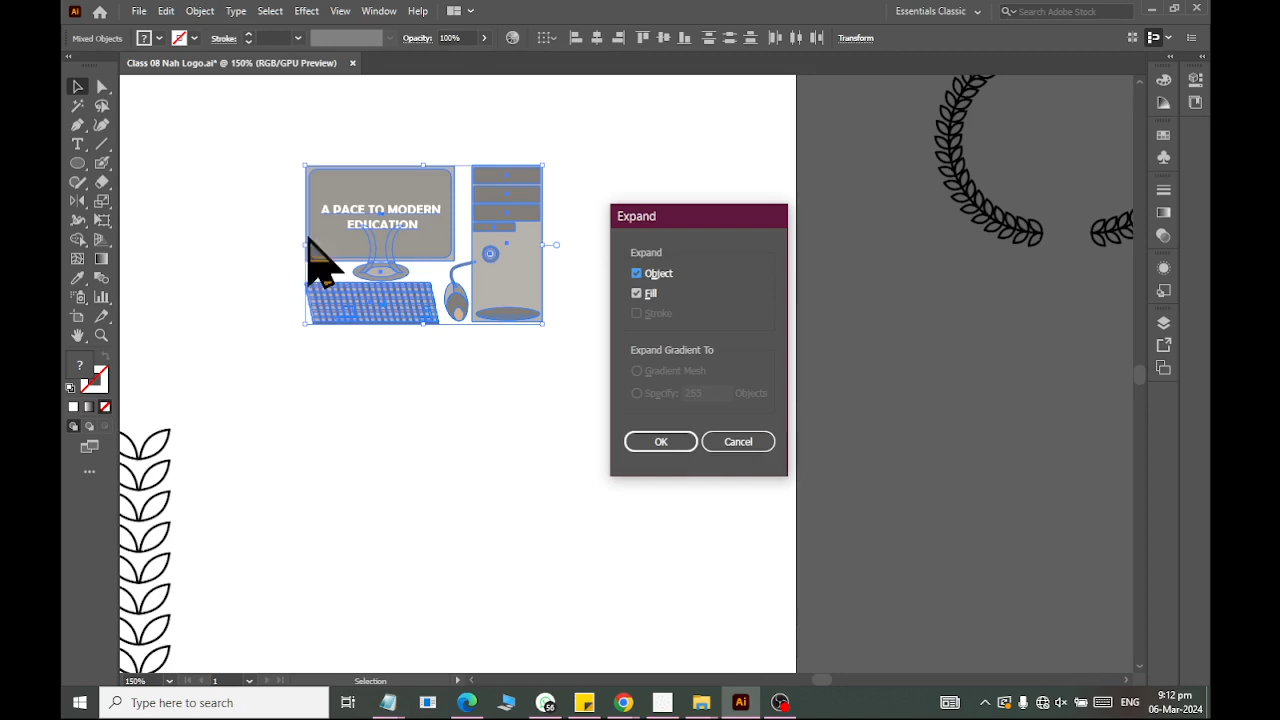 Ai File Edit Object Type Select Effect View Window Help Essentials Classic Search Adobe Stock
Mixed Objects ? Stroke: Opacity: 100% Transform
Class 08 Nah Logo.ai* @ 150% (RGB/GPU Preview)
A PACE TO MODERN
EDUCATION
Expand
Expand
Object
Fill
Stroke
Expand Gradient To
Gradient Mesh
Specify: 255 Objects
OK Cancel
?
150% 1 Selection
Type here to search
56
Ai
9:12 pm
06-Mar-2024